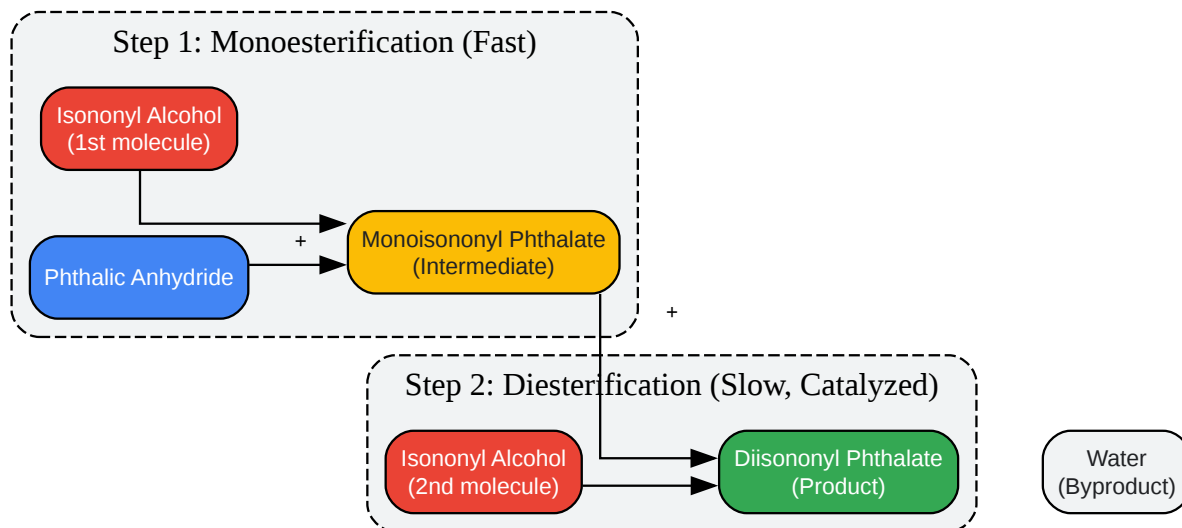 Step 1: Monoesterification (Fast)
Isononyl Alcohol
(1st molecule)
+
Phthalic Anhydride
Monoisononyl Phthalate
(Intermediate)
+
Step 2: Diesterification (Slow, Catalyzed)
Isononyl Alcohol
(2nd molecule)
Diisononyl Phthalate
(Product)
Water
(Byproduct)